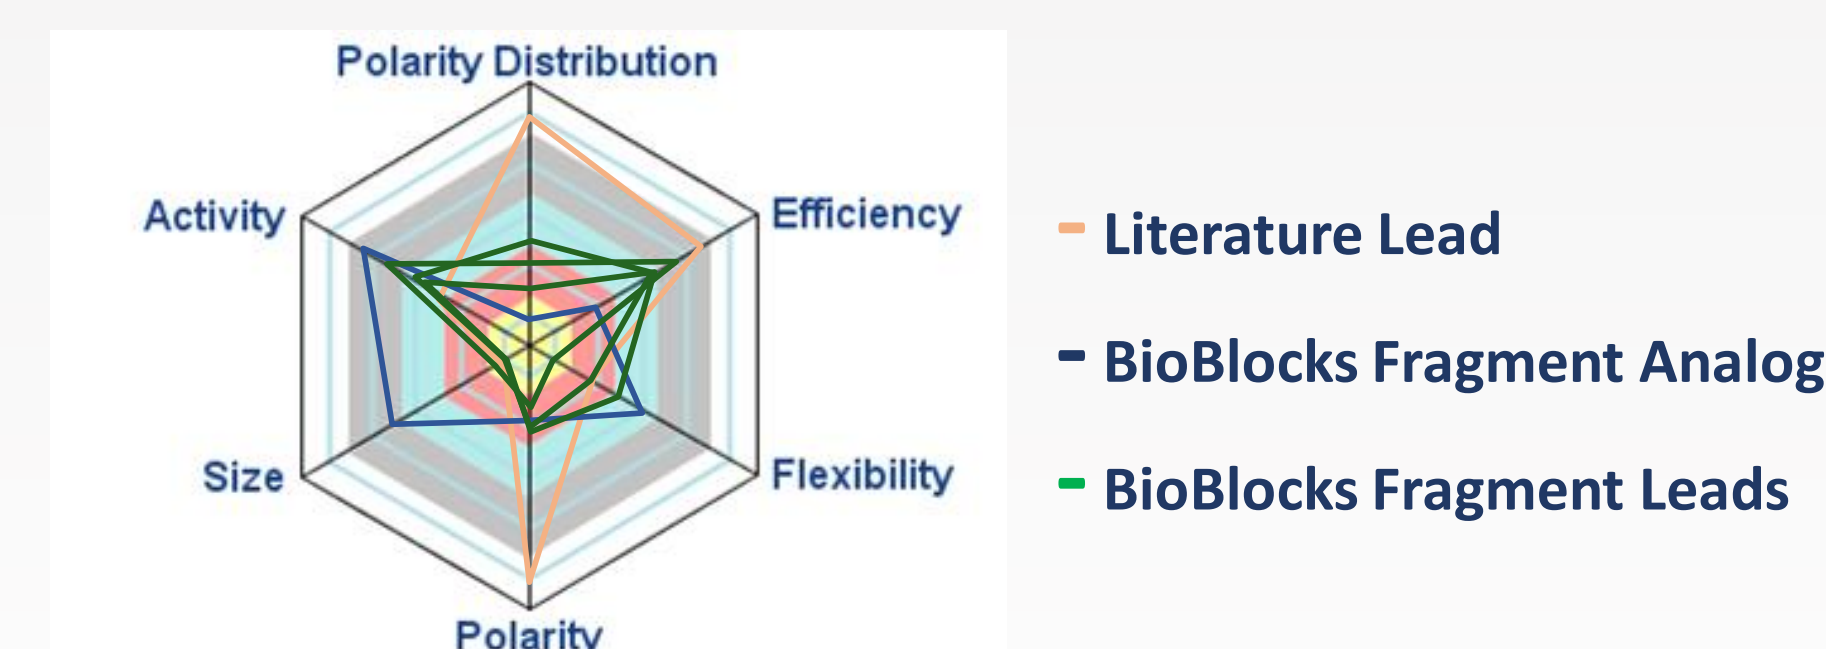 Polarity Distribution
Activity
Efficiency
Size
Flexibility
Polarity
Literature Lead
BioBlocks Fragment Analog
BioBlocks Fragment Leads